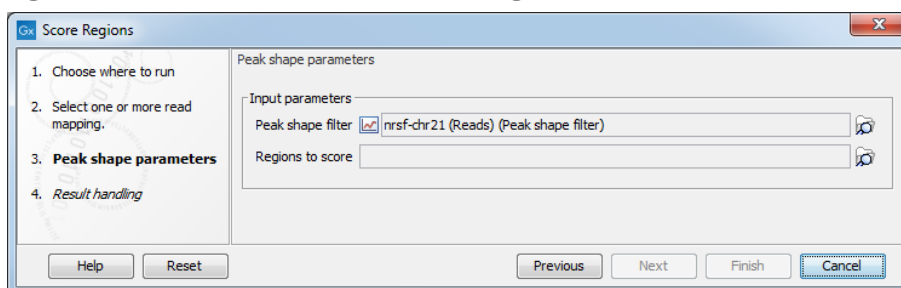 Gx Score Regions
1. Choose where to run
2. Select one or more read
mapping.
3. Peak shape parameters
4. Result handling
Peak shape parameters
Input parameters
Peak shape filter nrsf-chr21 (Reads) (Peak shape filter)
Regions to score
Help Reset Previous Next Finish Cancel